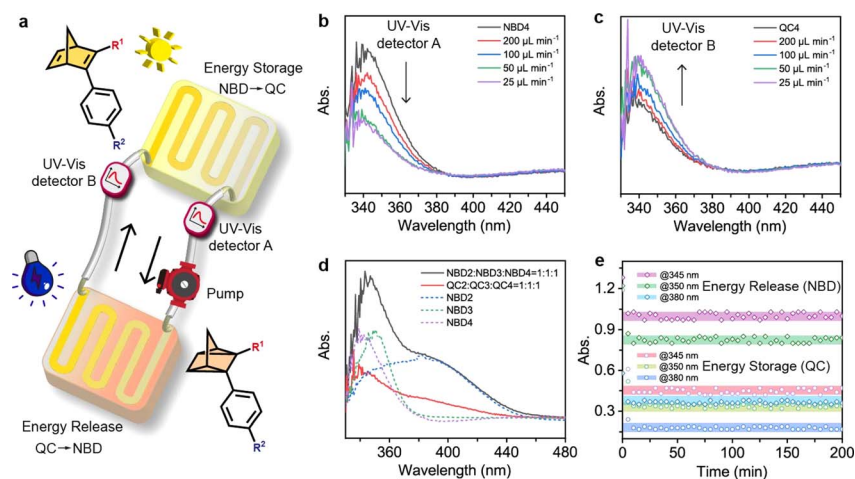 a
R¹
R²
Energy Storage
NBD→QC
UV-Vis
detector B
UV-Vis
detector A
Pump
R¹
R²
Energy Release
QC→NBD
b
UV-Vis
detector A
NBD4
200 µL min⁻¹
100 µL min⁻¹
50 µL min⁻¹
25 µL min⁻¹
Abs.
340 360 380 400 420 440
Wavelength (nm)
c
UV-Vis
detector B
QC4
200 µL min⁻¹
100 µL min⁻¹
50 µL min⁻¹
25 µL min⁻¹
Abs.
340 360 380 400 420 440
Wavelength (nm)
d
NBD2:NBD3:NBD4=1:1:1
QC2:QC3:QC4=1:1:1
NBD2
NBD3
NBD4
Abs.
360 400 440 480
Wavelength (nm)
e
@345 nm
@350 nm
@380 nm
Energy Release (NBD)
Energy Storage (QC)
@345 nm
@350 nm
@380 nm
Abs.
1.2
0.9
0.6
0.3
0 50 100 150 200
Time (min)